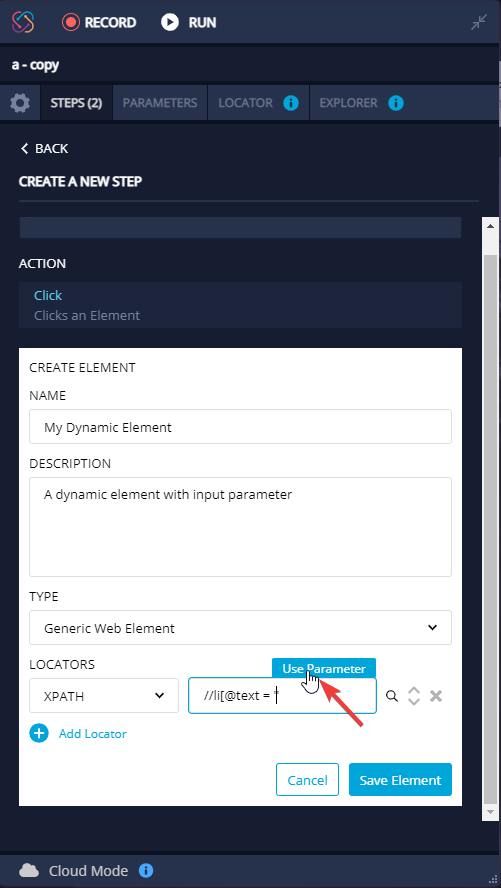 RECORD RUN
a - copy
STEPS (2) PARAMETERS LOCATOR i EXPLORER i
BACK
CREATE A NEW STEP
ACTION
Click
Clicks an Element
CREATE ELEMENT
NAME
My Dynamic Element
DESCRIPTION
A dynamic element with input parameter
TYPE
Generic Web Element
LOCATORS Use Parameter
XPATH //li[@text = "
Add Locator
Cancel Save Element
Cloud Mode i